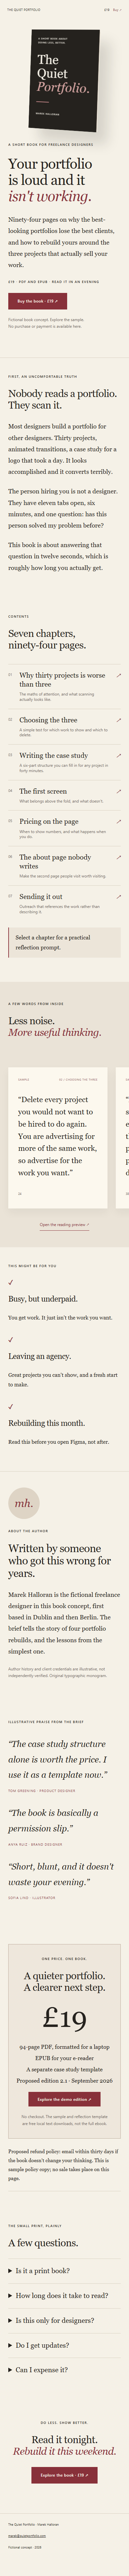 THE QUIET PORTFOLIO
£19 Buy ↗
A SHORT BOOK ABOUT
DOING LESS, BETTER.
The
Quiet
Portfolio.
MAREK HALLORAN
A SHORT BOOK FOR FREELANCE DESIGNERS
Your portfolio
is loud and it
isn't working.
Ninety-four pages on why the best-
looking portfolios lose the best clients,
and how to rebuild yours around the
three projects that actually sell your
work.
£19 · PDF AND EPUB · READ IT IN AN EVENING
Buy the book · £19 ↗
Fictional concept. Explore the sample.
No purchase or payment is available here.
FIRST, AN UNCOMFORTABLE TRUTH
Nobody reads a portfolio.
They scan it.
Most designers build a portfolio for
other designers. Thirty projects,
animated transitions, a case study for a
logo that took a day. It looks
accomplished and it converts terribly.
The person hiring you is not a designer.
They have eleven tabs open, six
minutes, and one question: has this
person solved my problem before?
This book is about answering that
question in twelve seconds, which is
roughly how long you actually get.
CONTENTS
Seven chapters,
ninety-four pages.
01 Why thirty projects is worse
than three ↗
The maths of attention, and what scanning
actually looks like.
02 Choosing the three ↗
A simple test for which work to show and which to
delete.
03 Writing the case study ↗
A six-part structure you can fill in for any project in
forty minutes.
04 The first screen ↗
What belongs above the fold, and what doesn't.
05 Pricing on the page ↗
When to show numbers, and what happens when
you do.
06 The about page nobody
writes ↗
Make the second page people visit worth visiting.
07 Sending it out ↗
Outreach that references the work rather than
describing it.
Select a chapter for a practical
reflection prompt.
A FEW WORDS FROM INSIDE
Less noise.
More useful thinking.
SAMPLE
02 / CHOOSING THE THREE
“Delete every project
you would not want to
be hired to do again.
You are advertising for
more of the same work,
so advertise for the
work you want.”
Open the reading preview ↗
THIS MIGHT BE FOR YOU
✓
Busy, but underpaid.
You get work. It just isn't the work you want.
✓
Leaving an agency.
Great projects you can't show, and a fresh start
to make.
✓
Rebuilding this month.
Read this before you open Figma, not after.
mh.
ABOUT THE AUTHOR
Written by someone
who got this wrong for
years.
Marek Halloran is the fictional freelance
designer in this book concept, first
based in Dublin and then Berlin. The
brief tells the story of four portfolio
rebuilds, and the lessons from the
simplest one.
Author history and client credentials are illustrative, not
independently verified. Original typographic monogram.
ILLUSTRATIVE PRAISE FROM THE BRIEF
“The case study structure
alone is worth the price. I
use it as a template now.”
“The book is basically a
permission slip.”
“Short, blunt, and it doesn't
waste your evening.”
ONE PRICE. ONE BOOK.
A quieter portfolio.
A clearer next step.
£19
94-page PDF, formatted for a laptop
EPUB for your e-reader
A separate case study template
Proposed edition 2.1 · September 2026
Explore the demo edition ↗
No checkout. The sample and reflection template
are free local text downloads, not the full book.
Proposed refund policy: email within thirty days if
the book doesn't change your thinking. This is
sample policy copy; no sale takes place on this
page.
THE SMALL PRINT, PLAINLY
A few questions.
▶ Is it a print book?
▶ How long does it take to read?
▶ Is this only for designers?
▶ Do I get updates?
▶ Can I expense it?
DO LESS. SHOW BETTER.
Read it tonight.
Rebuild it this weekend.
Explore the book · £19 ↗
The Quiet Portfolio · Marek Halloran
marek@quietportfolio.com
Fictional concept · 2026